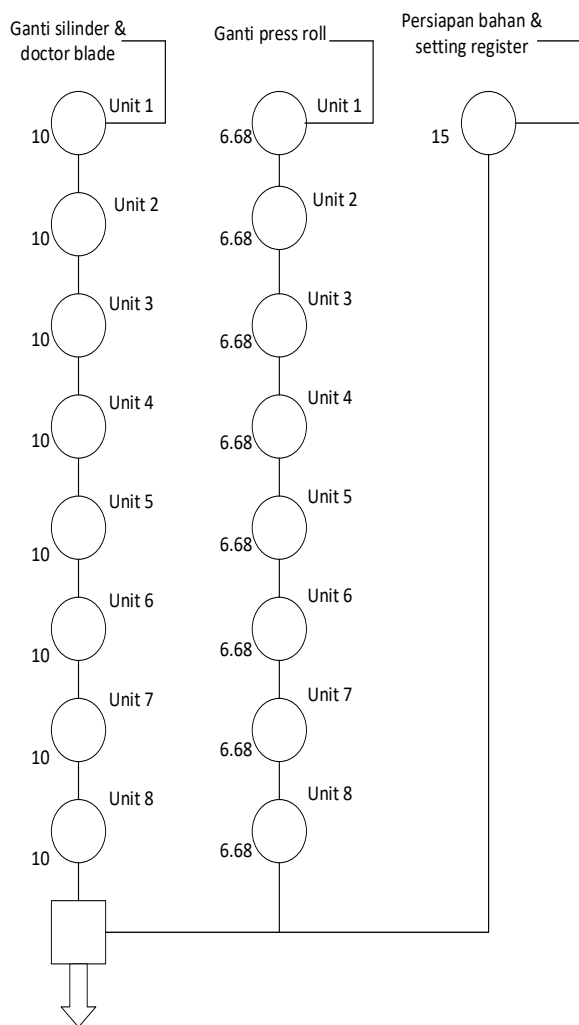 Ganti silinder &
doctor blade
Ganti press roll
Persiapan bahan &
setting register
Unit 1
10
Unit 1
6.68
15
Unit 2
10
Unit 2
6.68
Unit 3
10
Unit 3
6.68
Unit 4
10
Unit 4
6.68
Unit 5
10
Unit 5
6.68
Unit 6
10
Unit 6
6.68
Unit 7
10
Unit 7
6.68
Unit 8
10
Unit 8
6.68